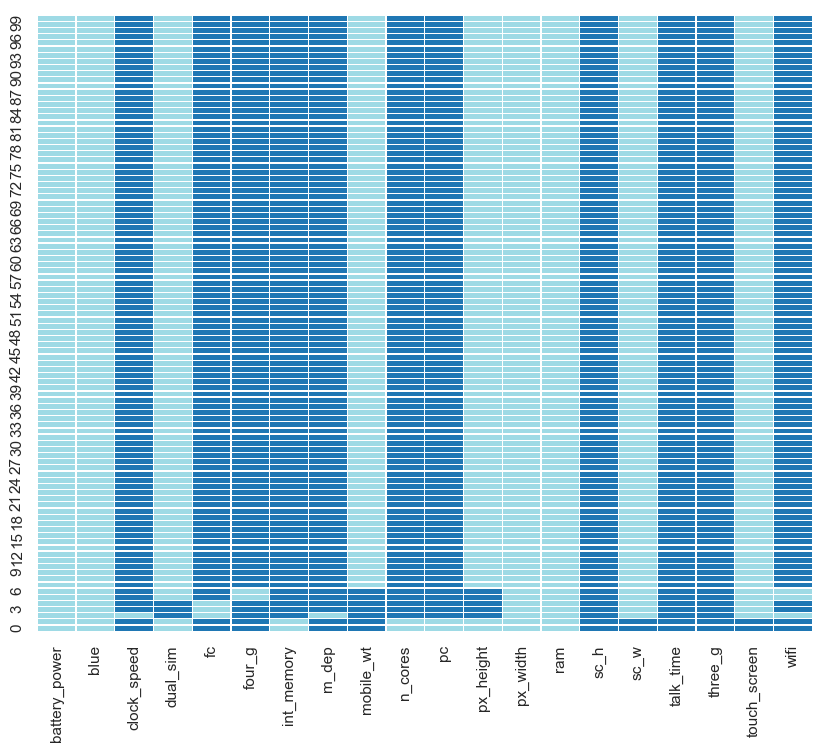 99
96
93
90
87
84
81
78
75
72
69
66
63
60
57
54
51
48
45
42
39
36
33
30
27
24
21
18
15
12
9
6
3
0
battery_power
blue
clock_speed
dual_sim
fc
four_g
int_memory
m_dep
mobile_wt
n_cores
pc
px_height
px_width
ram
sc_h
sc_w
talk_time
three_g
touch_screen
wifi